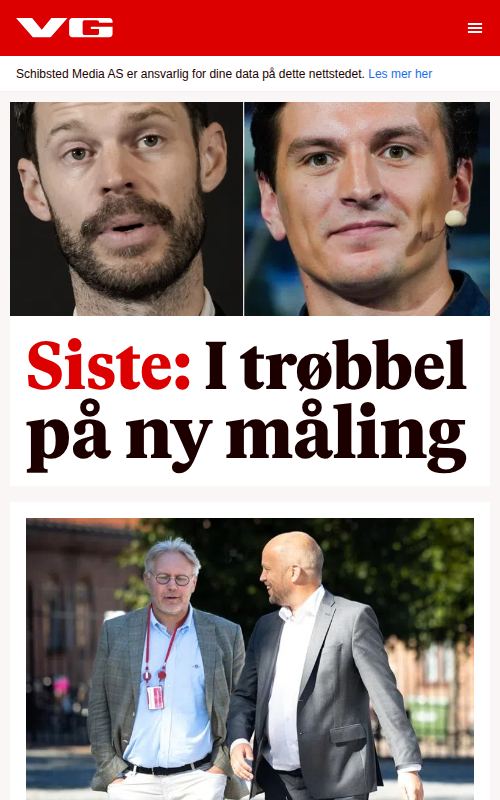 VG
Schibsted Media AS er ansvarlig for dine data på dette nettstedet. Les mer her
Siste: I trøbbel
på ny måling